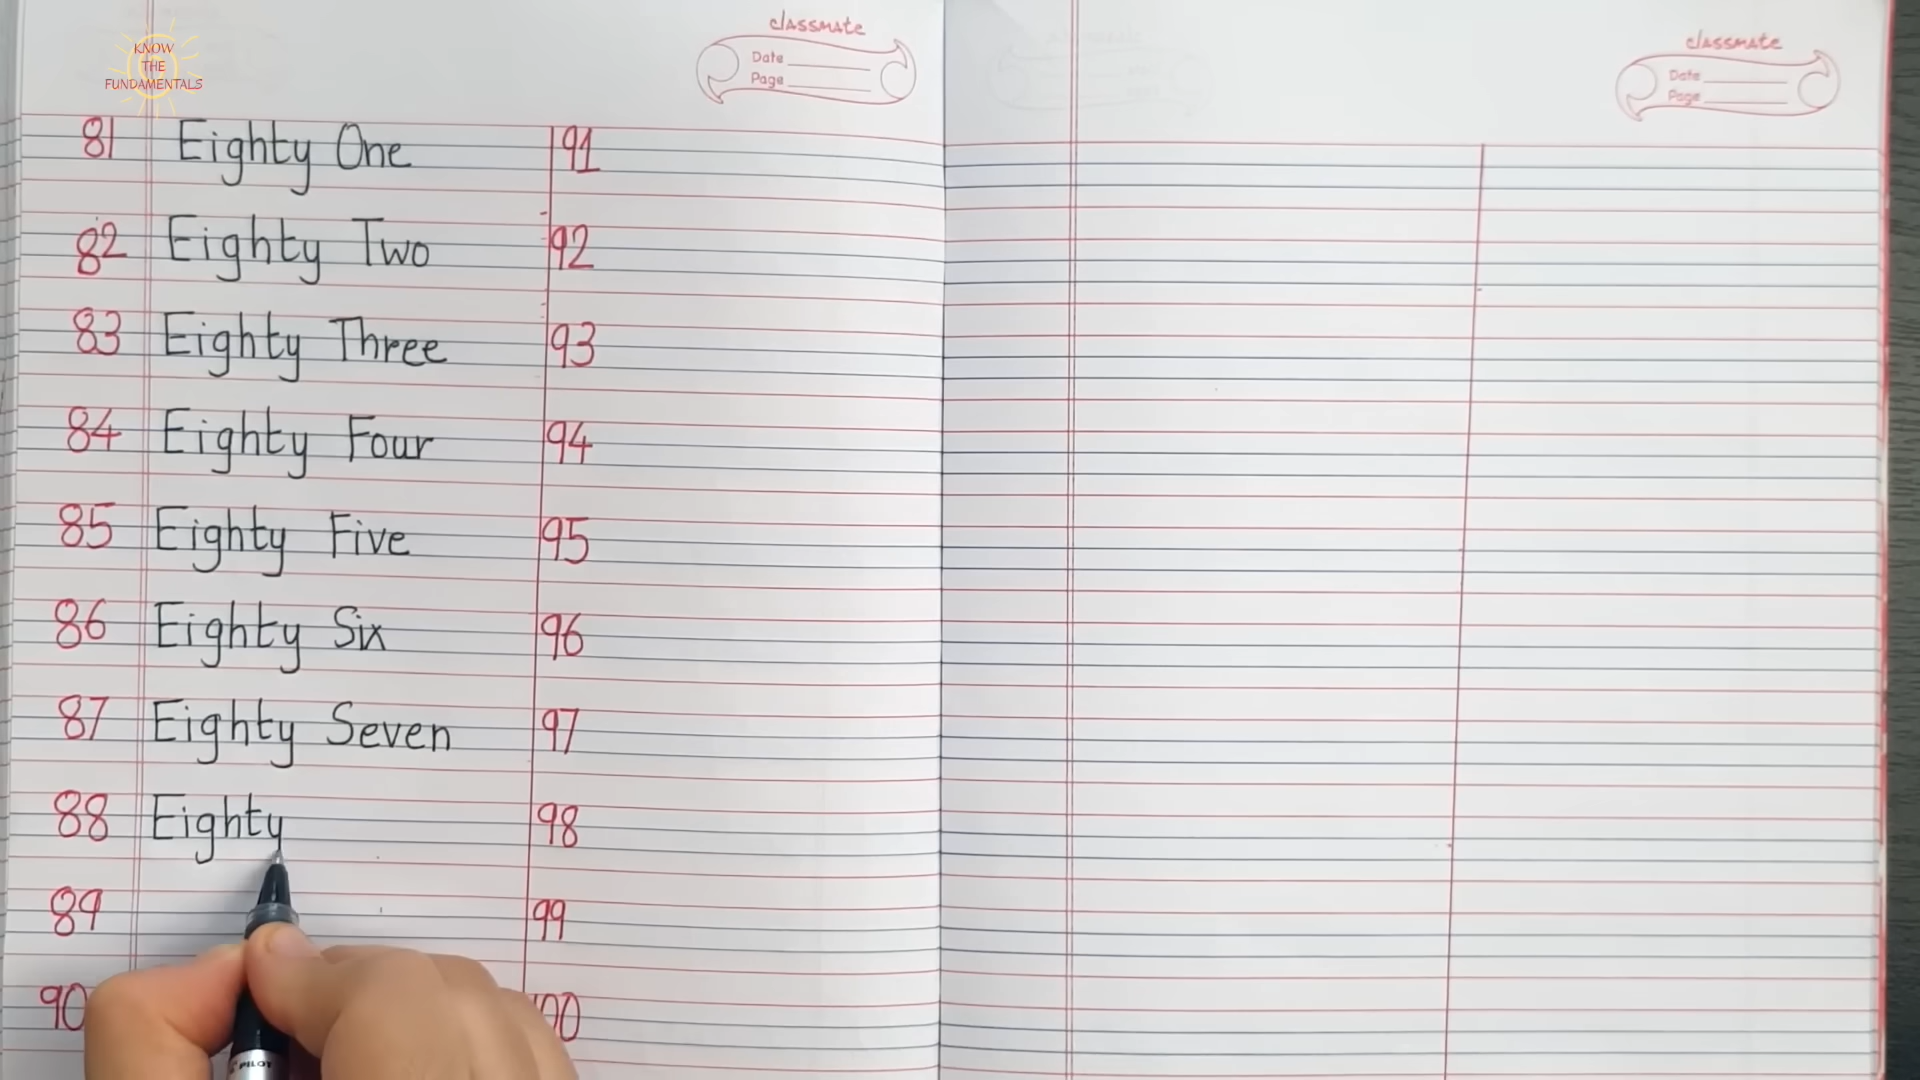 KNOW
THE
FUNDAMENTALS
classmate
Date
Page
classmate
Date
Page
81 Eighty One 91
82 Eighty Two 92
83 Eighty Three 93
84 Eighty Four 94
85 Eighty Five 95
86 Eighty Six 96
87 Eighty Seven 97
88 Eighty 98
89 99
90 100
PILOT